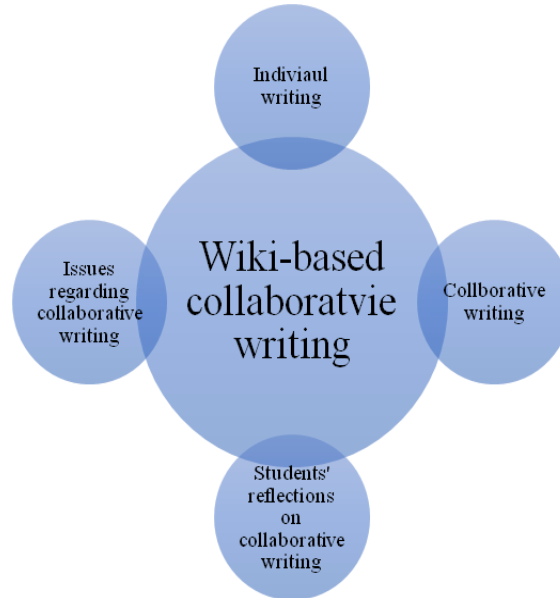 Indiviaul
writing
Wiki-based
collaboratvie
writing
Issues
regarding
collaborative
writing
Collborative
writing
Students'
reflections
on
collaborative
writing